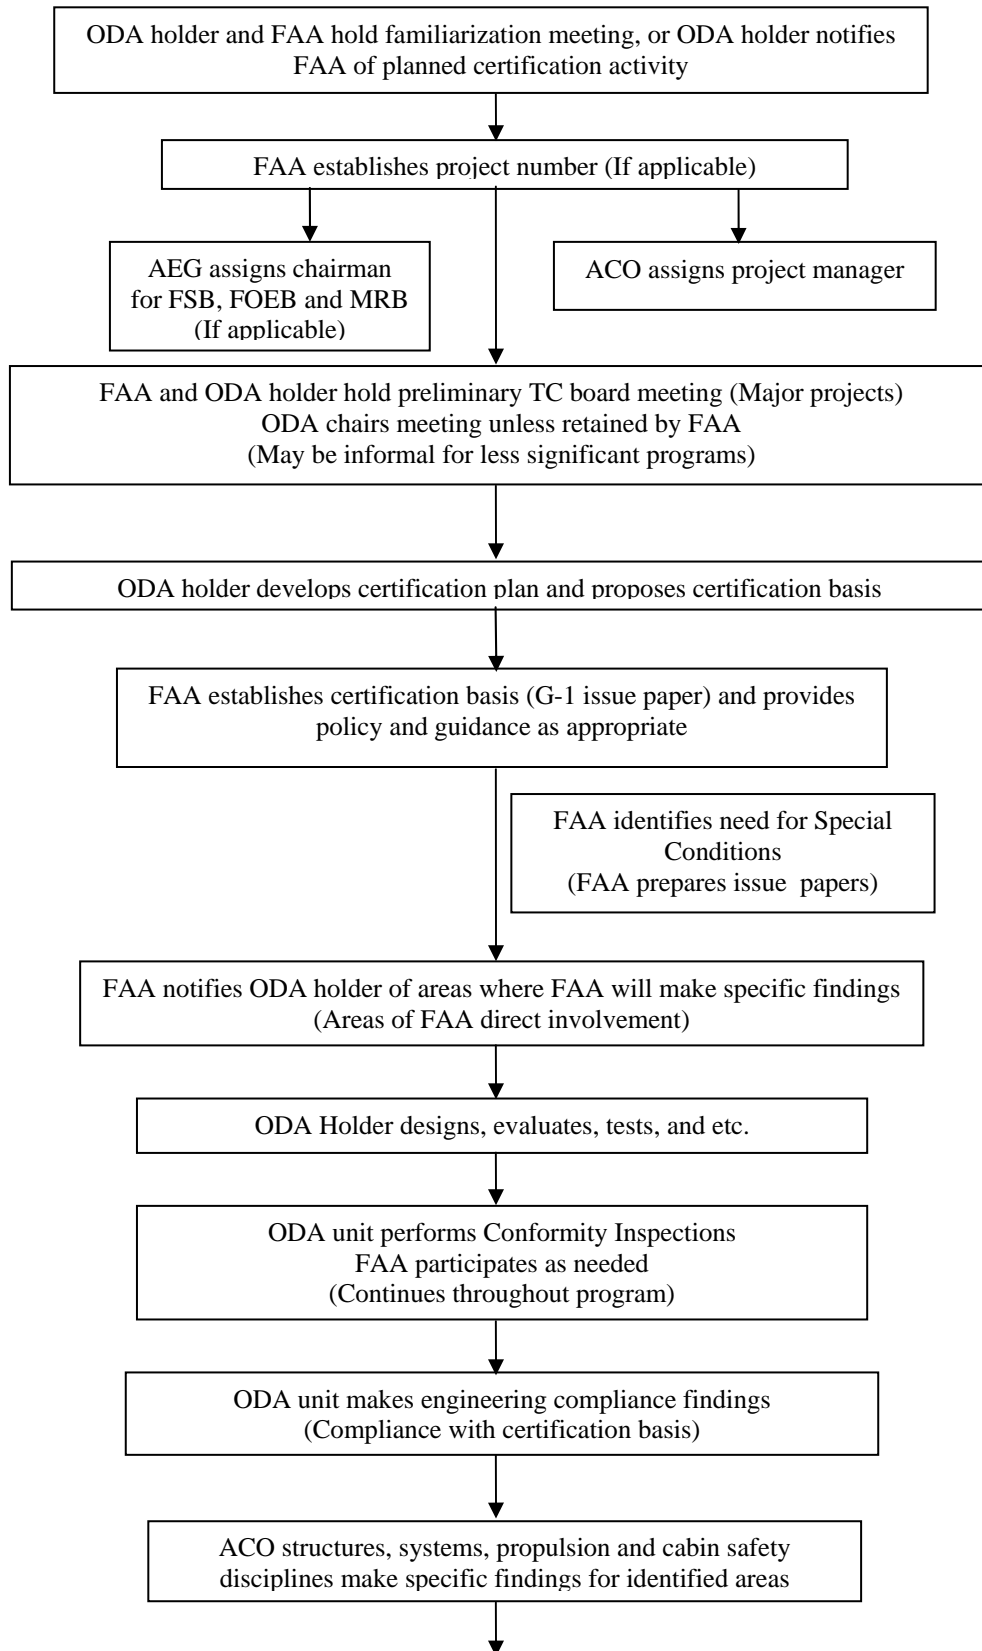 ODA holder and FAA hold familiarization meeting, or ODA holder notifies
FAA of planned certification activity
FAA establishes project number (If applicable)
AEG assigns chairman
for FSB, FOEB and MRB
(If applicable)
ACO assigns project manager
FAA and ODA holder hold preliminary TC board meeting (Major projects)
ODA chairs meeting unless retained by FAA
(May be informal for less significant programs)
ODA holder develops certification plan and proposes certification basis
FAA establishes certification basis (G-1 issue paper) and provides
policy and guidance as appropriate
FAA identifies need for Special
Conditions
(FAA prepares issue papers)
FAA notifies ODA holder of areas where FAA will make specific findings
(Areas of FAA direct involvement)
ODA Holder designs, evaluates, tests, and etc.
ODA unit performs Conformity Inspections
FAA participates as needed
(Continues throughout program)
ODA unit makes engineering compliance findings
(Compliance with certification basis)
ACO structures, systems, propulsion and cabin safety
disciplines make specific findings for identified areas